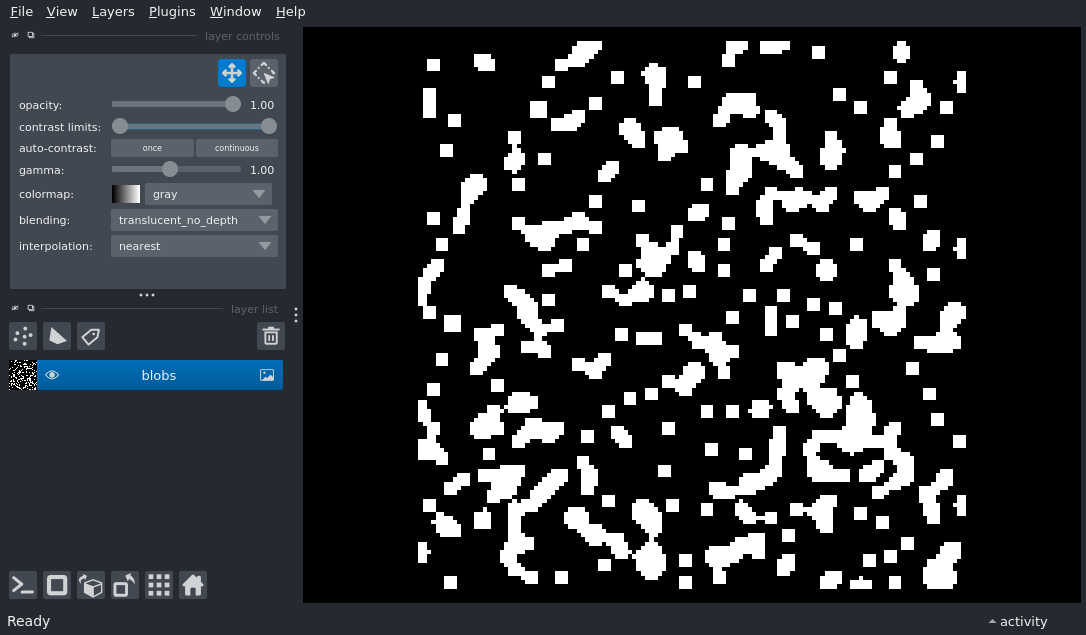 File View Layers Plugins Window Help
layer controls
opacity: 1.00
contrast limits:
auto-contrast: once continuous
gamma: 1.00
colormap: gray
blending: translucent_no_depth
interpolation: nearest
layer list
blobs
Ready activity